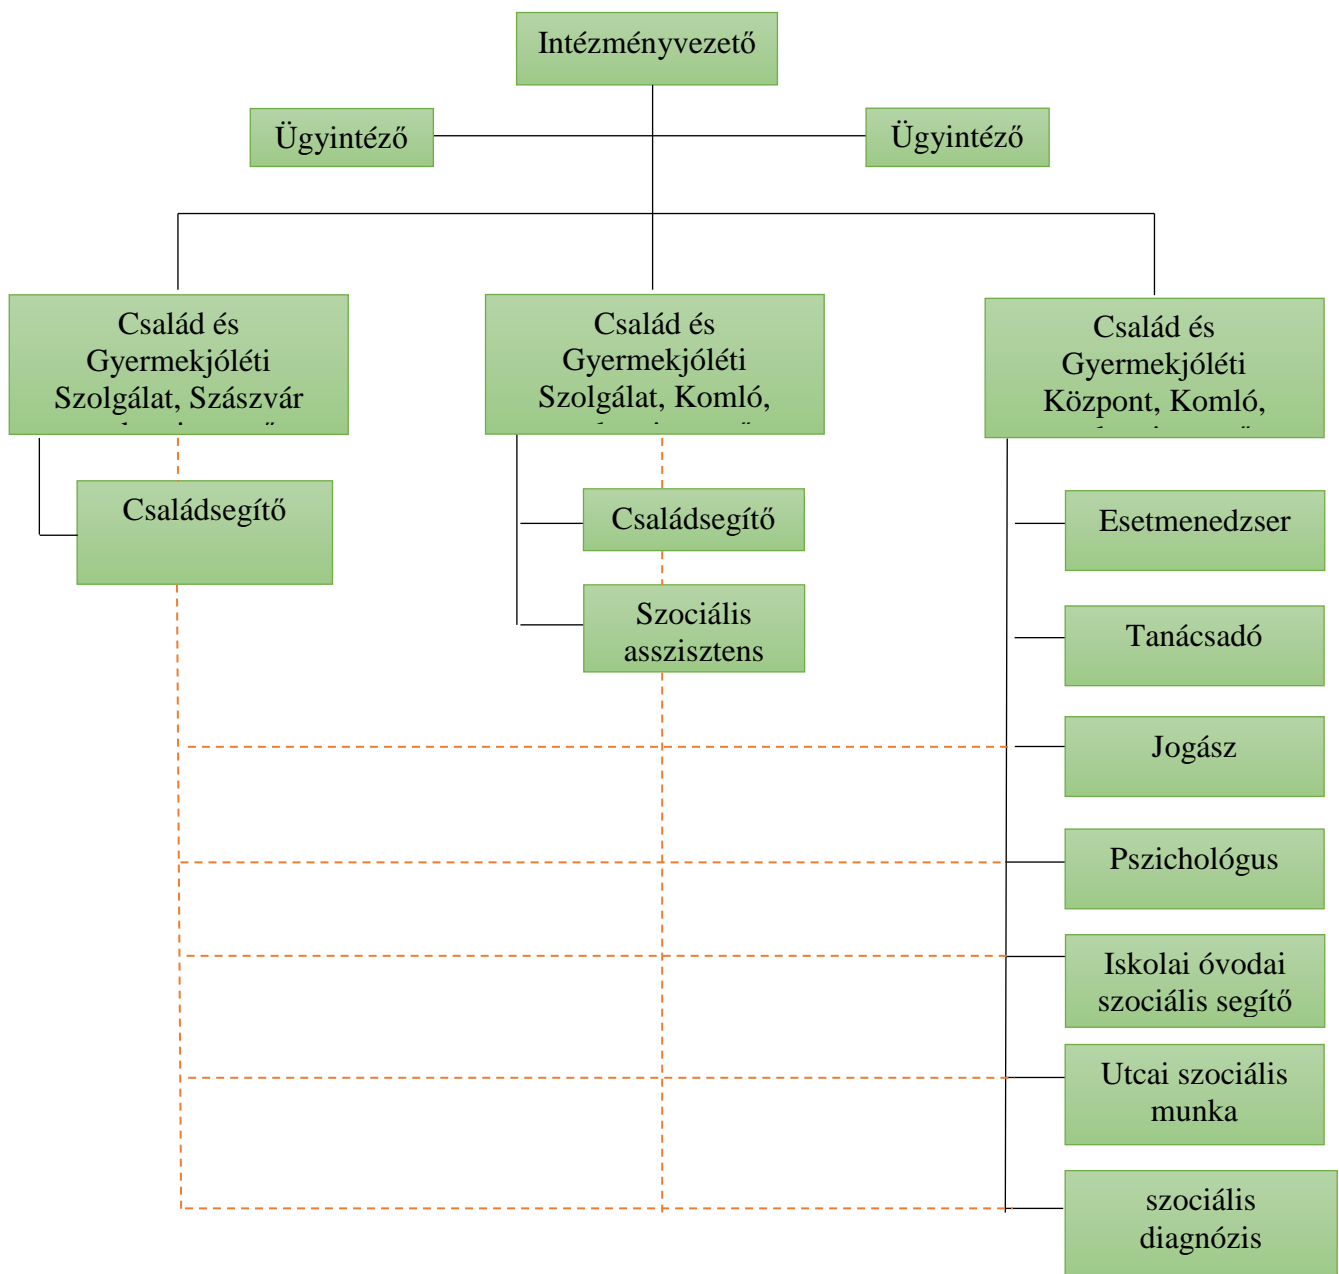 Intézményvezető
Ügyintéző
Ügyintéző
Család és
Gyermekjóléti
Szolgálat, Szászvár
Család és
Gyermekjóléti
Szolgálat, Komló,
Család és
Gyermekjóléti
Központ, Komló,
Családsegítő
Családsegítő
Szociális
asszisztens
Esetmenedzser
Tanácsadó
Jogász
Pszichológus
Iskolai óvodai
szociális segítő
Utcai szociális
munka
szociális
diagnózis